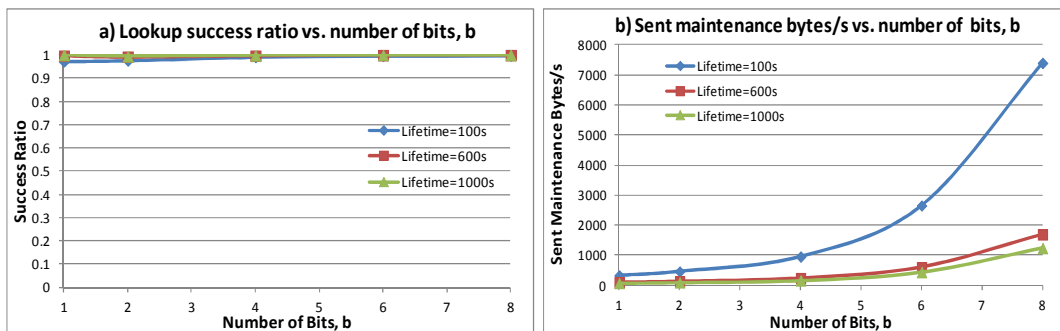 a) Lookup success ratio vs. number of bits, b
1
0.9
0.8
0.7
0.6
0.5
0.4
0.3
0.2
0.1
0
Success Ratio
Lifetime=100s
Lifetime=600s
Lifetime=1000s
1 2 3 4 5 6 7 8
Number of Bits, b
b) Sent maintenance bytes/s vs. number of bits, b
8000
7000
6000
5000
4000
3000
2000
1000
0
Sent Maintenance Bytes/s
Lifetime=100s
Lifetime=600s
Lifetime=1000s
1 2 3 4 5 6 7 8
Number of Bits, b